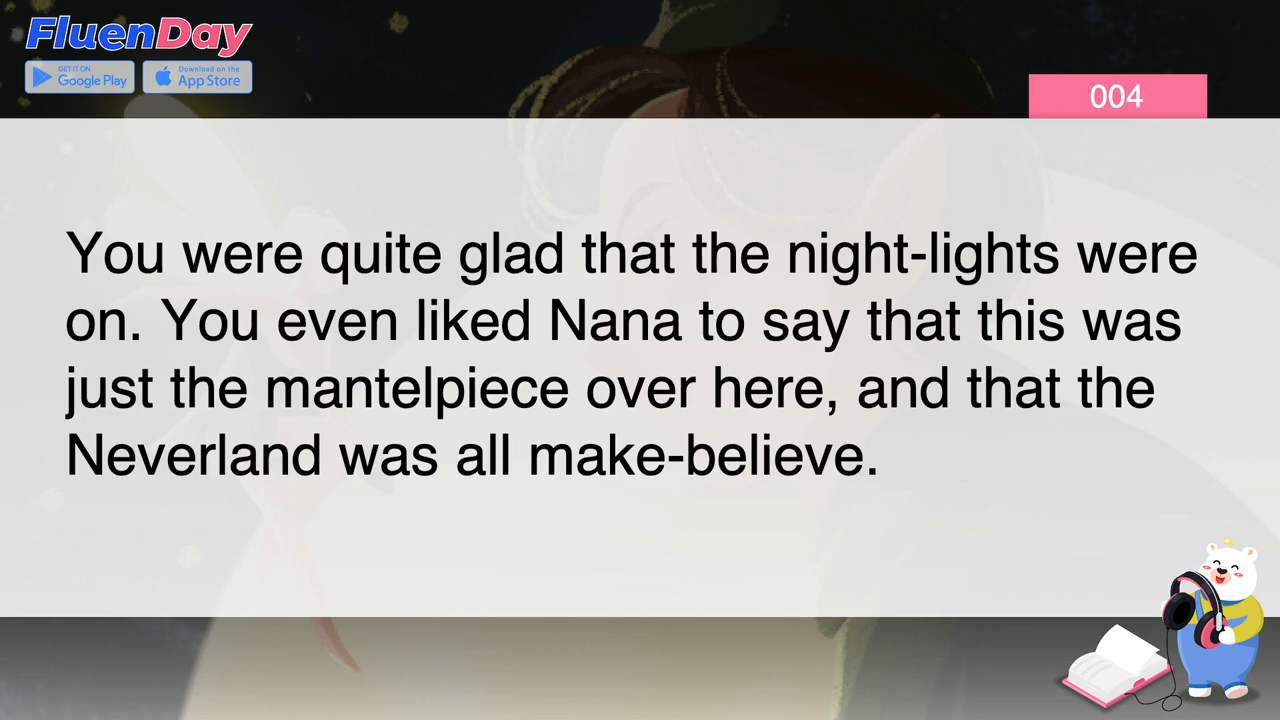 FluenDay
GET IT ON
Google Play
Download on the
App Store
004
You were quite glad that the night-lights were
on. You even liked Nana to say that this was
just the mantelpiece over here, and that the
Neverland was all make-believe.